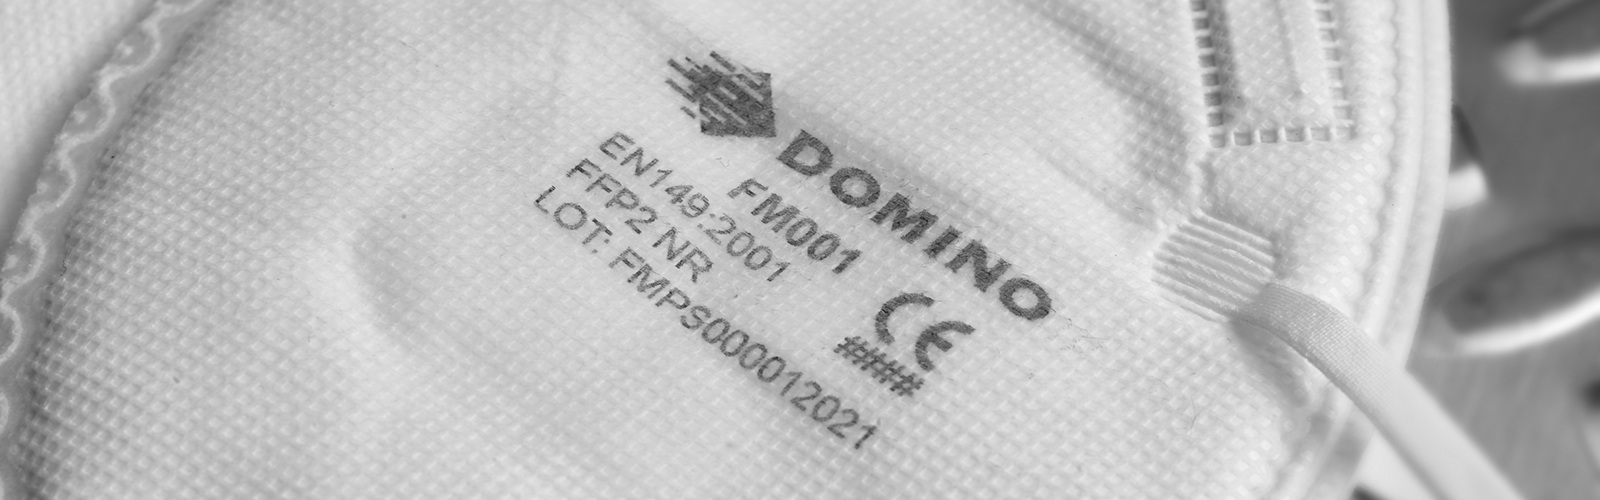 DOMINO
FM001
EN149:2001
FFP2 NR
CE
####
LOT: FMPS000012021